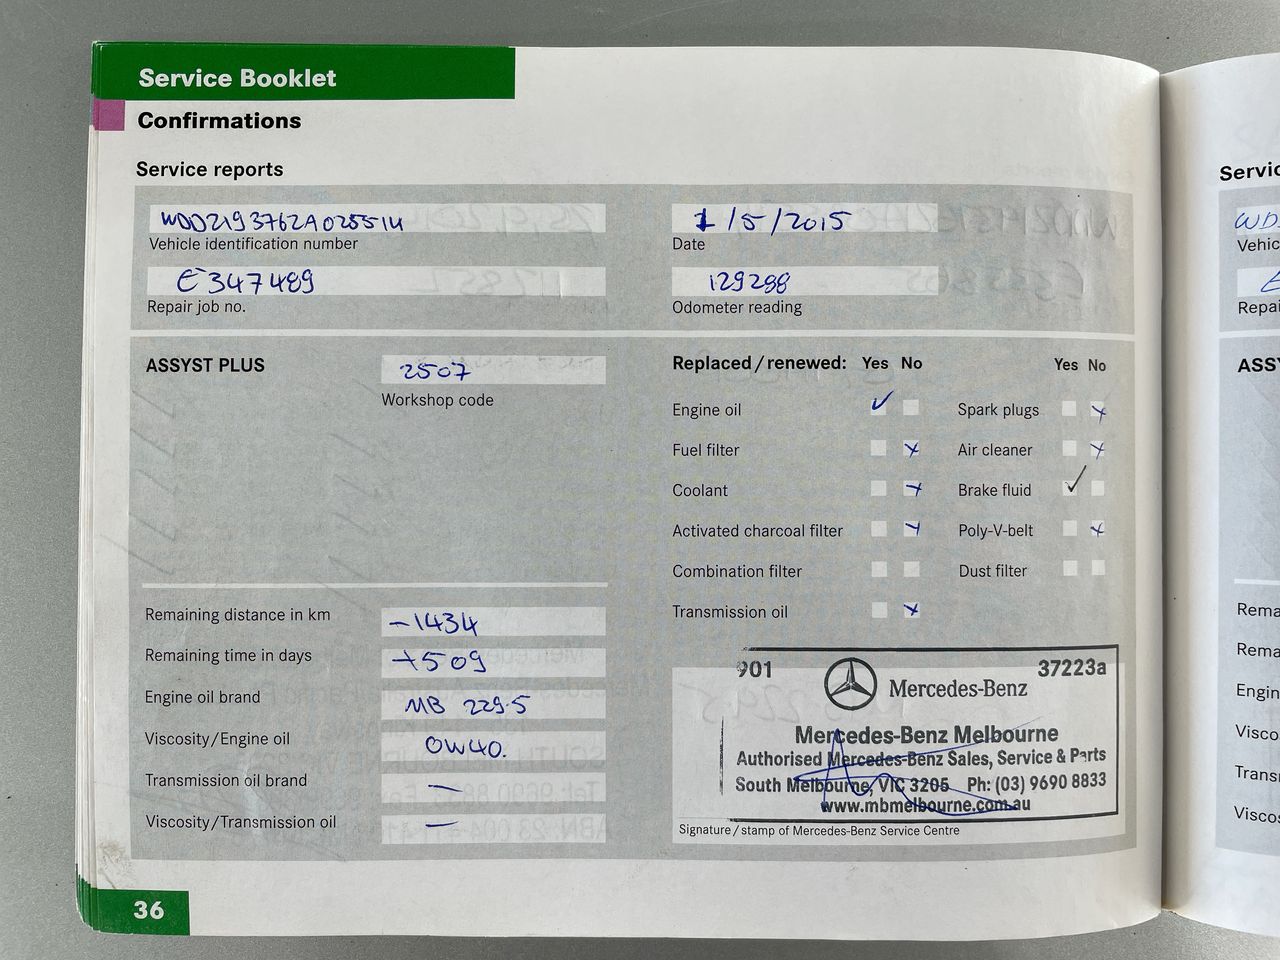 Service Booklet
Confirmations
Service reports
WDD2193762A025514
Vehicle identification number
1/5/2015
Date
E347489
Repair job no.
129288
Odometer reading
ASSYST PLUS
2507
Workshop code
Replaced / renewed: Yes No Yes No
Engine oil
Spark plugs
Fuel filter
Air cleaner
Coolant
Brake fluid
Activated charcoal filter
Poly-V-belt
Combination filter
Dust filter
Transmission oil
Remaining distance in km
-1434
Remaining time in days
+509
Engine oil brand
MB 229.5
Viscosity/Engine oil
0W40.
Transmission oil brand
—
Viscosity/Transmission oil
—
901 37223a
Mercedes-Benz
Mercedes-Benz Melbourne
Authorised Mercedes-Benz Sales, Service & Parts
South Melbourne, VIC 3205 Ph: (03) 9690 8833
www.mbmelbourne.com.au
Signature / stamp of Mercedes-Benz Service Centre
36